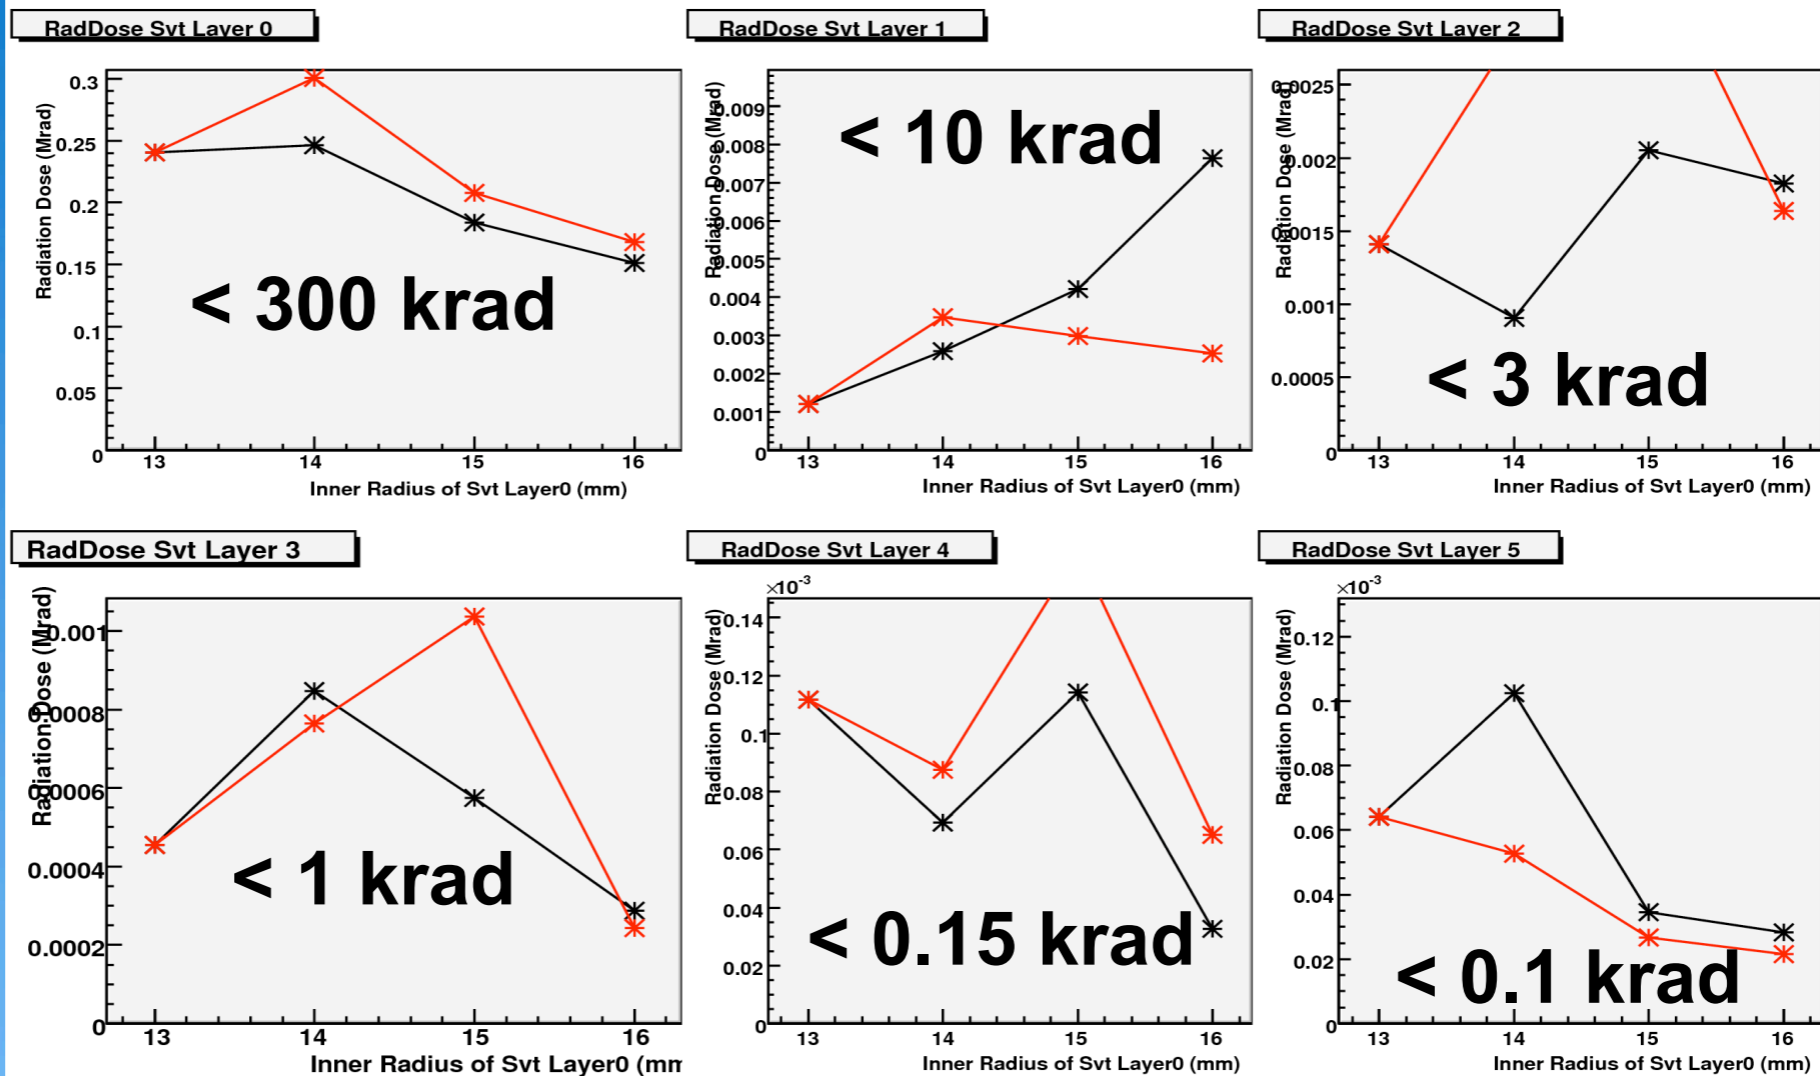 RadDose Svt Layer 0
Radiation Dose (Mrad)
0.3
0.25
0.2
0.15
0.1
0.05
0
< 300 krad
13 14 15 16
Inner Radius of Svt Layer0 (mm)
RadDose Svt Layer 1
Radiation Dose (Mrad)
0.009
0.008
0.007
0.006
0.005
0.004
0.003
0.002
0.001
0
< 10 krad
13 14 15 16
Inner Radius of Svt Layer0 (mm)
RadDose Svt Layer 2
Radiation Dose (Mrad)
0.0025
0.002
0.0015
0.001
0.0005
0
< 3 krad
13 14 15 16
Inner Radius of Svt Layer0 (mm)
RadDose Svt Layer 3
Radiation Dose (Mrad)
0.001
0.0008
0.0006
0.0004
0.0002
0
< 1 krad
13 14 15 16
Inner Radius of Svt Layer0 (mm
RadDose Svt Layer 4
×10-3
Radiation Dose (Mrad)
0.14
0.12
0.1
0.08
0.06
0.04
0.02
0
< 0.15 krad
13 14 15 16
Inner Radius of Svt Layer0 (mm)
RadDose Svt Layer 5
×10-3
Radiation Dose (Mrad)
0.12
0.1
0.08
0.06
0.04
0.02
0
< 0.1 krad
13 14 15 16
Inner Radius of Svt Layer0 (mm)